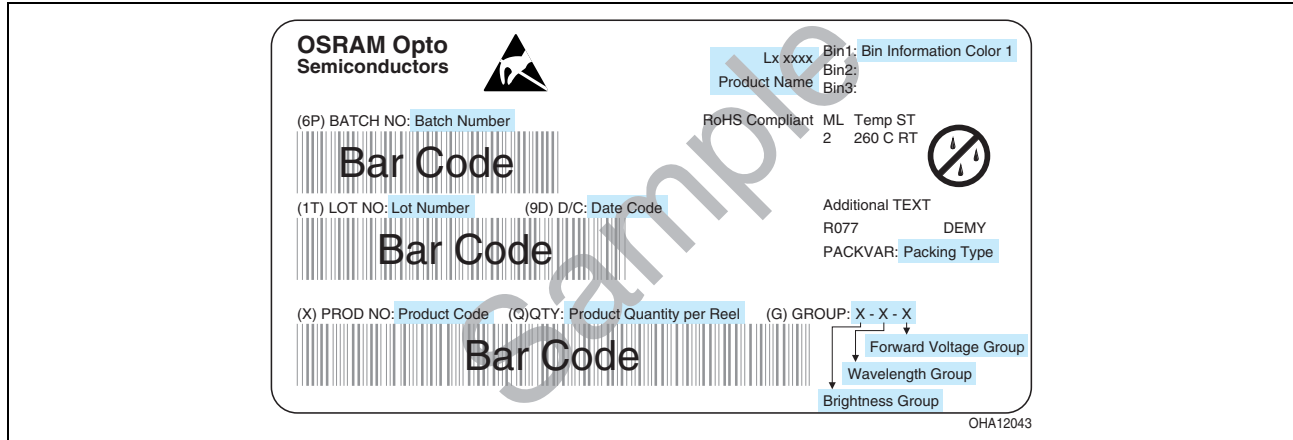 OSRAM Opto
Semiconductors
Lx xxxx
Product Name
Bin1: Bin Information Color 1
Bin2:
Bin3:
(6P) BATCH NO: Batch Number
Bar Code
RoHS Compliant
ML Temp ST
2 260 C RT
(1T) LOT NO: Lot Number (9D) D/C: Date Code
Bar Code
Additional TEXT
R077 DEMY
PACKVAR: Packing Type
(X) PROD NO: Product Code (Q)QTY: Product Quantity per Reel (G) GROUP: X - X - X
Bar Code
Forward Voltage Group
Wavelength Group
Brightness Group
Sample
OHA12043